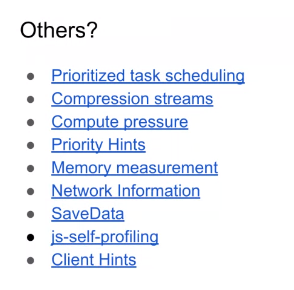 Others?
● Prioritized task scheduling
● Compression streams
● Compute pressure
● Priority Hints
● Memory measurement
● Network Information
● SaveData
● js-self-profiling
● Client Hints